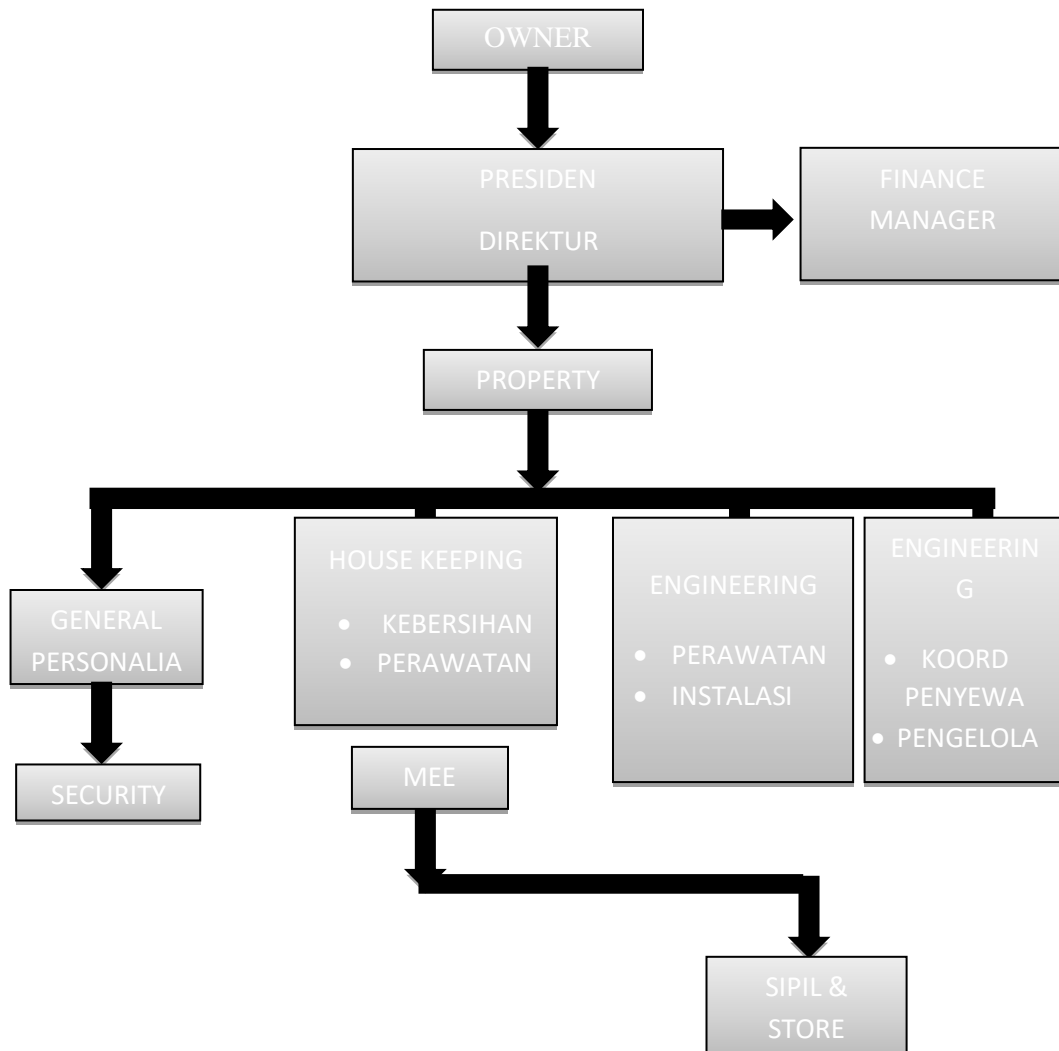 OWNER
PRESIDEN
DIREKTUR
FINANCE
MANAGER
PROPERTY
GENERAL
PERSONALIA
SECURITY
HOUSE KEEPING
• KEBERSIHAN
• PERAWATAN
ENGINEERING
• PERAWATAN
• INSTALASI
ENGINEERIN
G
• KOORD
PENYEWA
• PENGELOLA
MEE
SIPIL &
STORE